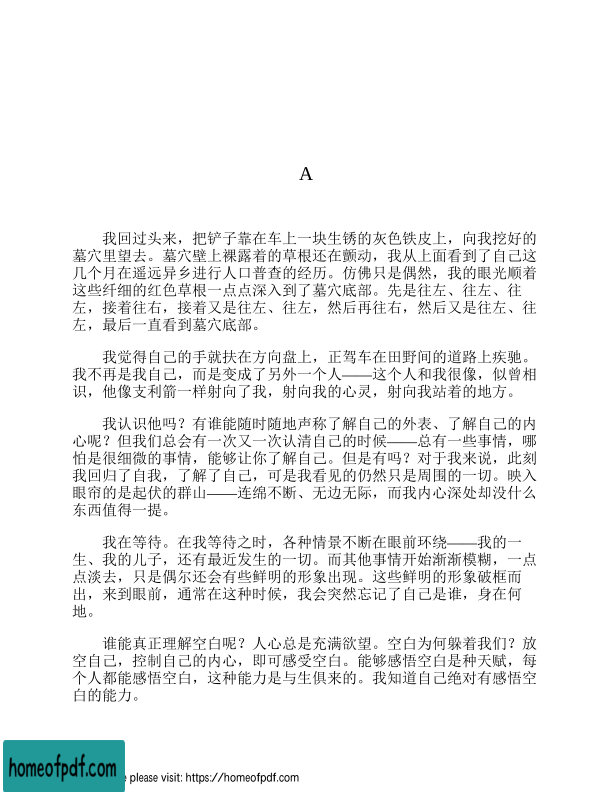 A
我回过头来，把铲子靠在车上一块生锈的灰色铁皮上，向我挖好的
墓穴里望去。墓穴壁上裸露着的草根还在颤动，我从上面看到了自己这
几个月在遥远异乡进行人口普查的经历。仿佛只是偶然，我的眼光顺着
这些纤细的红色草根一点点深入到了墓穴底部。先是往左、往左、往
左，接着往右，接着又是往左、往左，然后再往右，然后又是往左、往
左，最后一直看到墓穴底部。
我觉得自己的手就扶在方向盘上，正驾车在田野间的道路上疾驰。
我不再是我自己，而是变成了另外一个人——这个人和我很像，似曾相
识，他像支利箭一样射向了我，射向我的心灵，射向我站着的地方。
我认识他吗？有谁能随时随地声称了解自己的外表、了解自己的内
心呢？但我们总会有一次又一次认清自己的时候——总有一些事情，哪
怕是很细微的事情，能够让你了解自己。但是有吗？对于我来说，此刻
我回归了自我，了解了自己，可是我看见的仍然只是周围的一切。映入
眼帘的是起伏的群山——连绵不断、无边无际，而我内心深处却没什么
东西值得一提。
我在等待。在我等待之时，各种情景不断在眼前环绕——我的一
生、我的儿子，还有最近发生的一切。而其他事情开始渐渐模糊，一点
点淡去，只是偶尔还会有些鲜明的形象出现。这些鲜明的形象破框而
出，来到眼前，通常在这种时候，我会突然忘记了自己是谁，身在何
地。
谁能真正理解空白呢？人心总是充满欲望。空白为何躲着我们？放
空自己，控制自己的内心，即可感受空白。能够感悟空白是种天赋，每
个人都能感悟空白，这种能力是与生俱来的。我知道自己绝对有感悟空
白的能力。
homeofpdf.com
please visit: https://homeofpdf.com